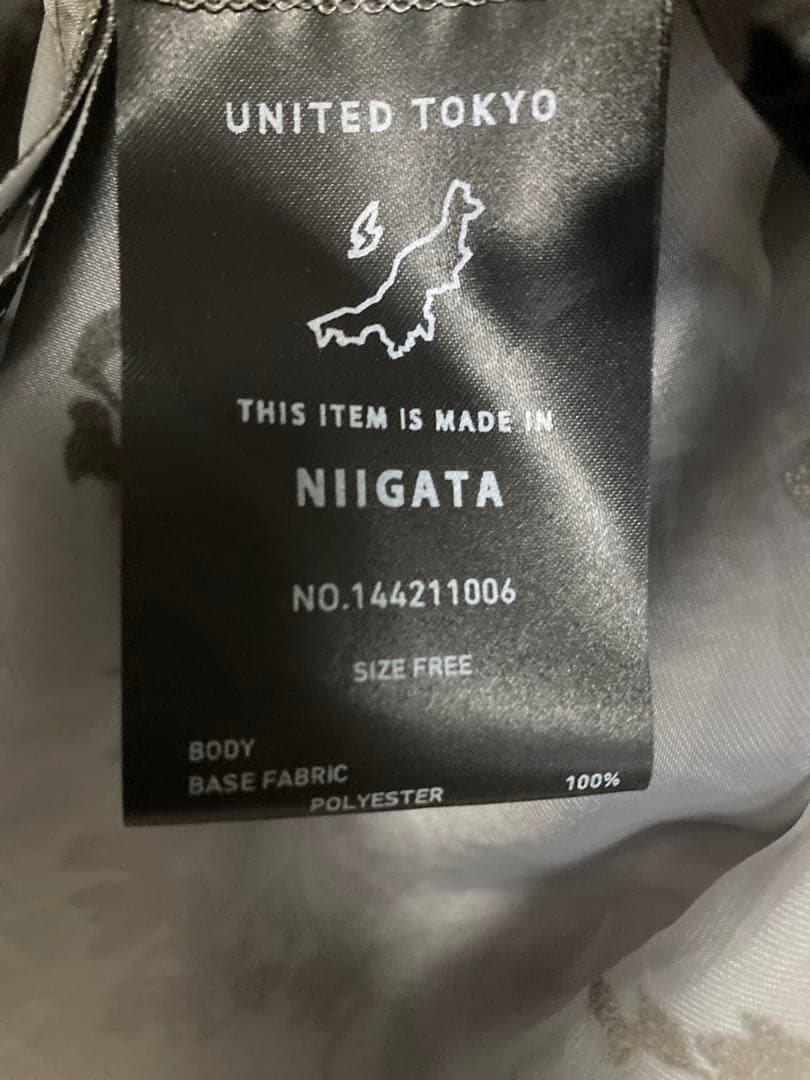 UNITED TOKYO
THIS ITEM IS MADE IN
NIIGATA
NO.144211006
SIZE FREE
BODY
BASE FABRIC
POLYESTER 100%